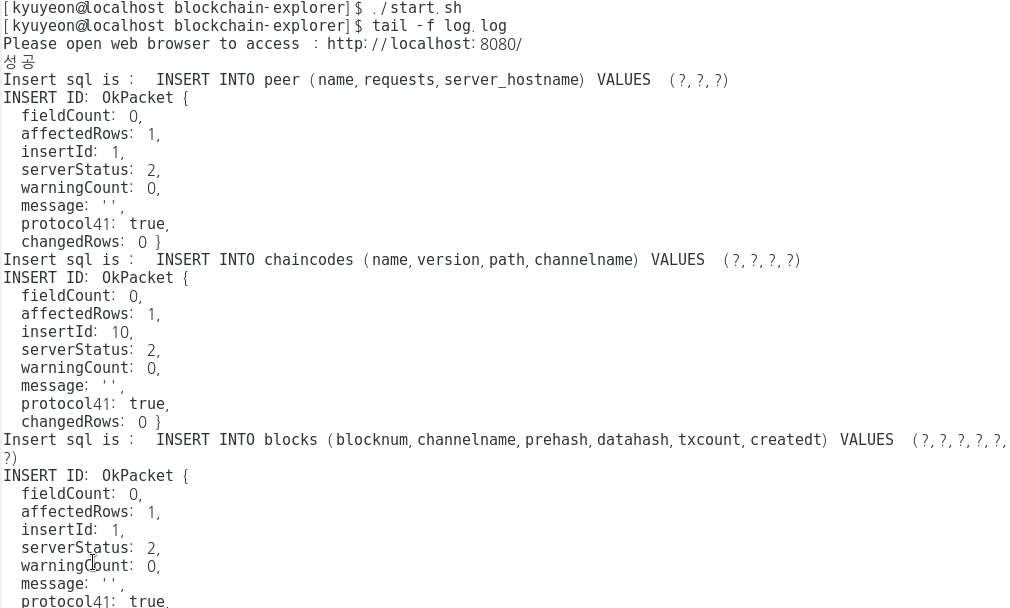 [kyuyeon@localhost blockchain-explorer]$ ./start.sh
[kyuyeon@localhost blockchain-explorer]$ tail -f log.log
Please open web browser to access : http://localhost:8080/
성공
Insert sql is :  INSERT INTO peer (name,requests,server_hostname) VALUES  (?,?,?)
INSERT ID: OkPacket {
  fieldCount: 0,
  affectedRows: 1,
  insertId: 1,
  serverStatus: 2,
  warningCount: 0,
  message: '',
  protocol41: true,
  changedRows: 0 }
Insert sql is :  INSERT INTO chaincodes (name,version,path,channelname) VALUES  (?,?,?,?)
INSERT ID: OkPacket {
  fieldCount: 0,
  affectedRows: 1,
  insertId: 10,
  serverStatus: 2,
  warningCount: 0,
  message: '',
  protocol41: true,
  changedRows: 0 }
Insert sql is :  INSERT INTO blocks (blocknum,channelname,prehash,datahash,txcount,createdt) VALUES  (?,?,?,?,?,
?)
INSERT ID: OkPacket {
  fieldCount: 0,
  affectedRows: 1,
  insertId: 1,
  serverStatus: 2,
  warningCount: 0,
  message: '',
  protocol41: true,